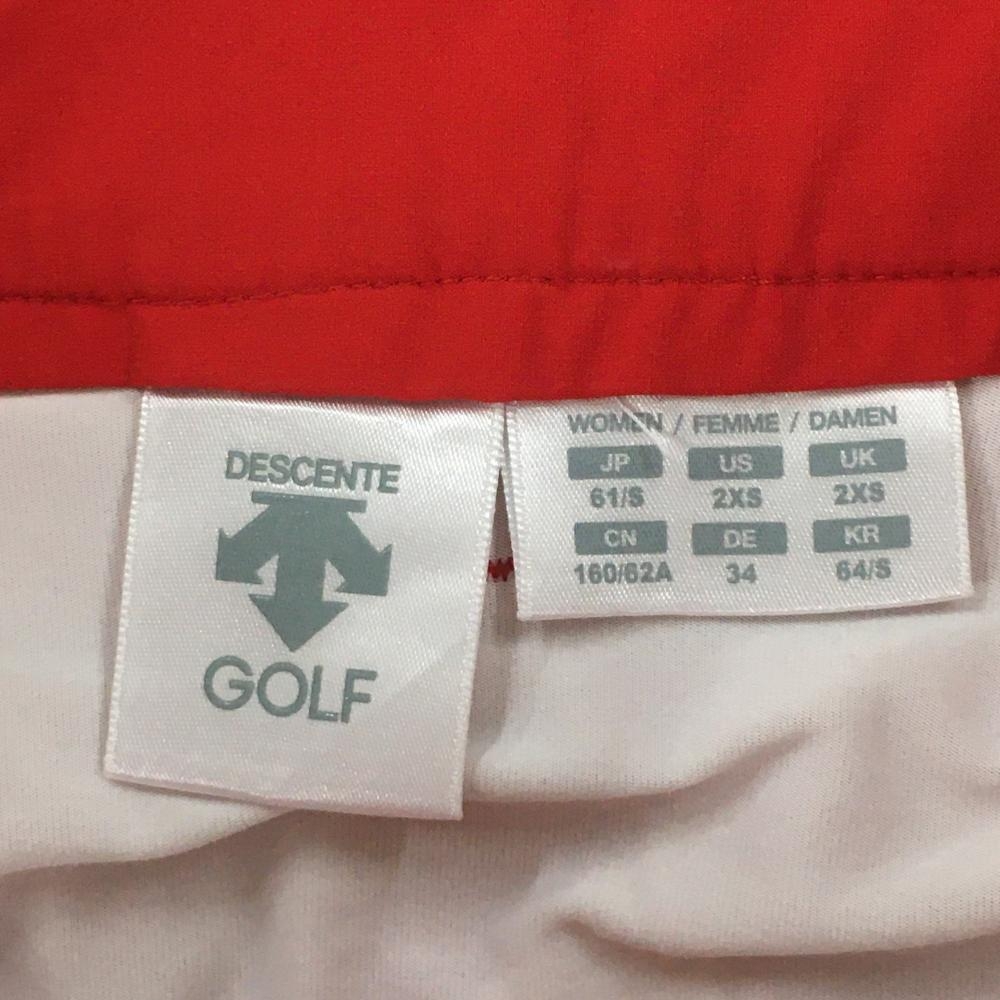 DESCENTE
GOLF
WOMEN / FEMME / DAMEN
JP US UK
61/S 2XS 2XS
CN DE KR
160/62A 34 64/S